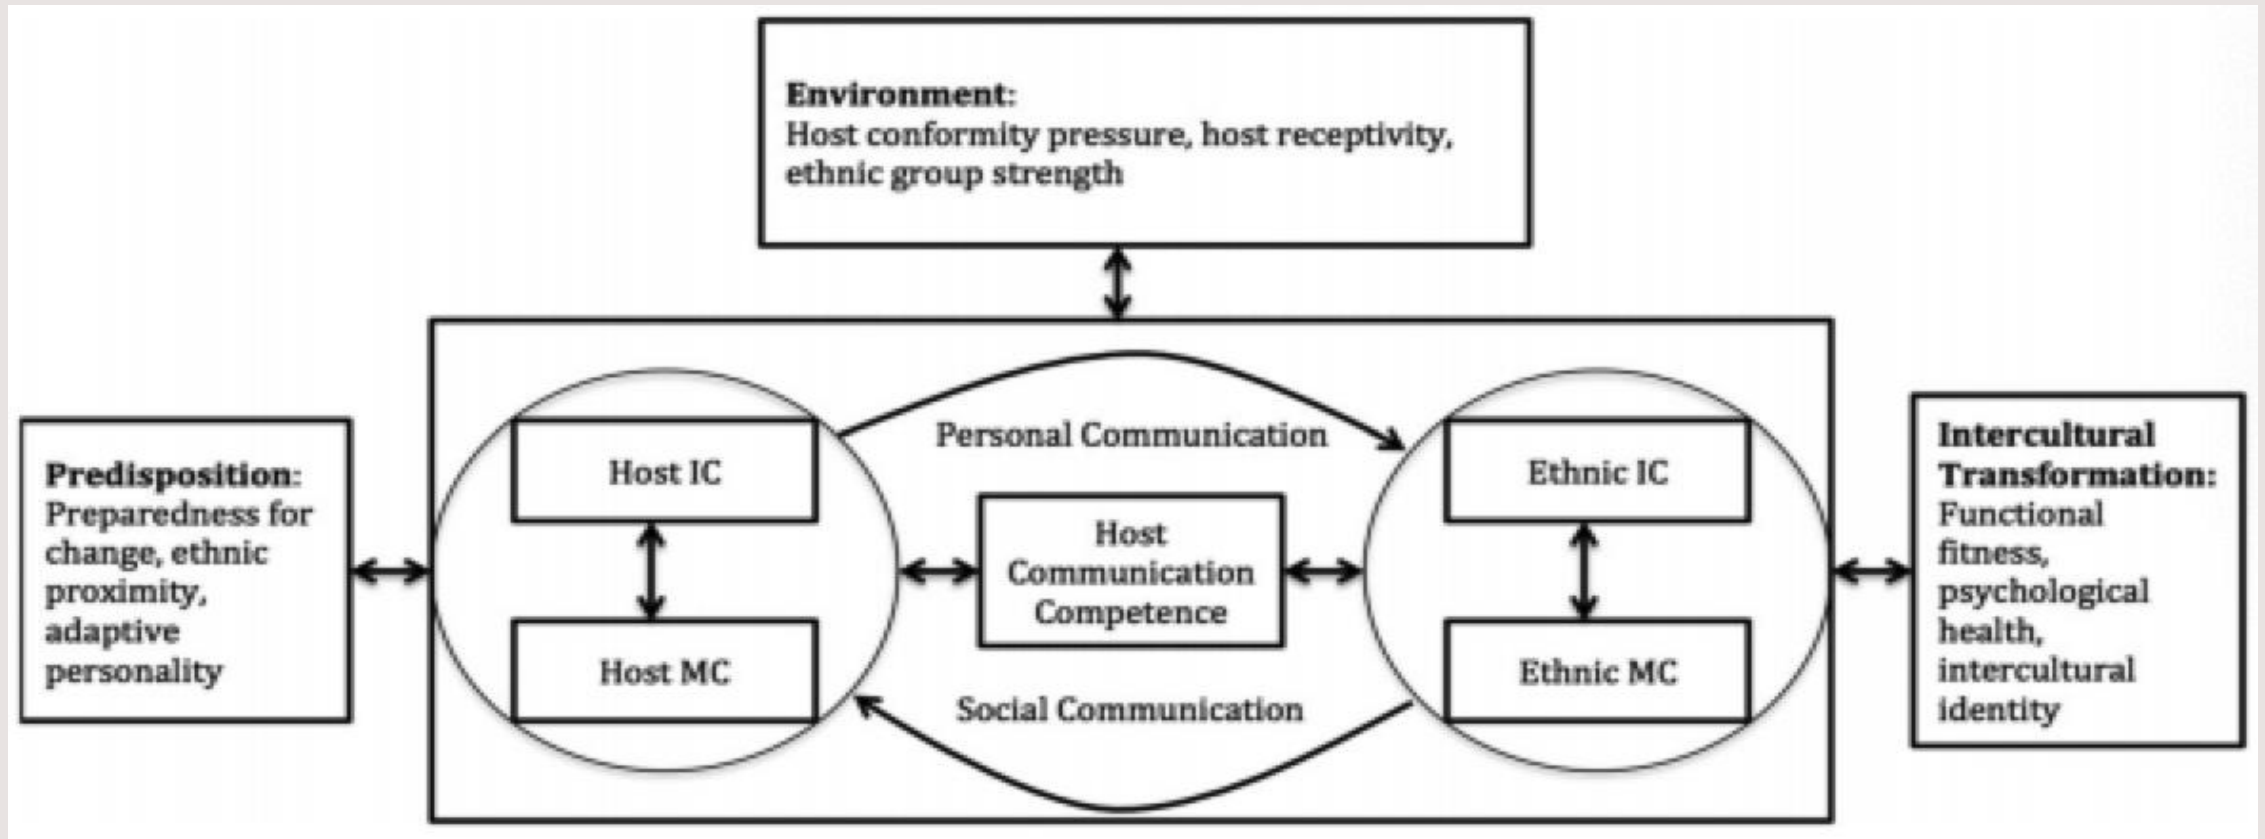 Environment:
Host conformity pressure, host receptivity,
ethnic group strength
Predisposition:
Preparedness for
change, ethnic
proximity,
adaptive
personality
Host IC
Host MC
Personal Communication
Host
Communication
Competence
Social Communication
Ethnic IC
Ethnic MC
Intercultural
Transformation:
Functional
fitness,
psychological
health,
intercultural
identity